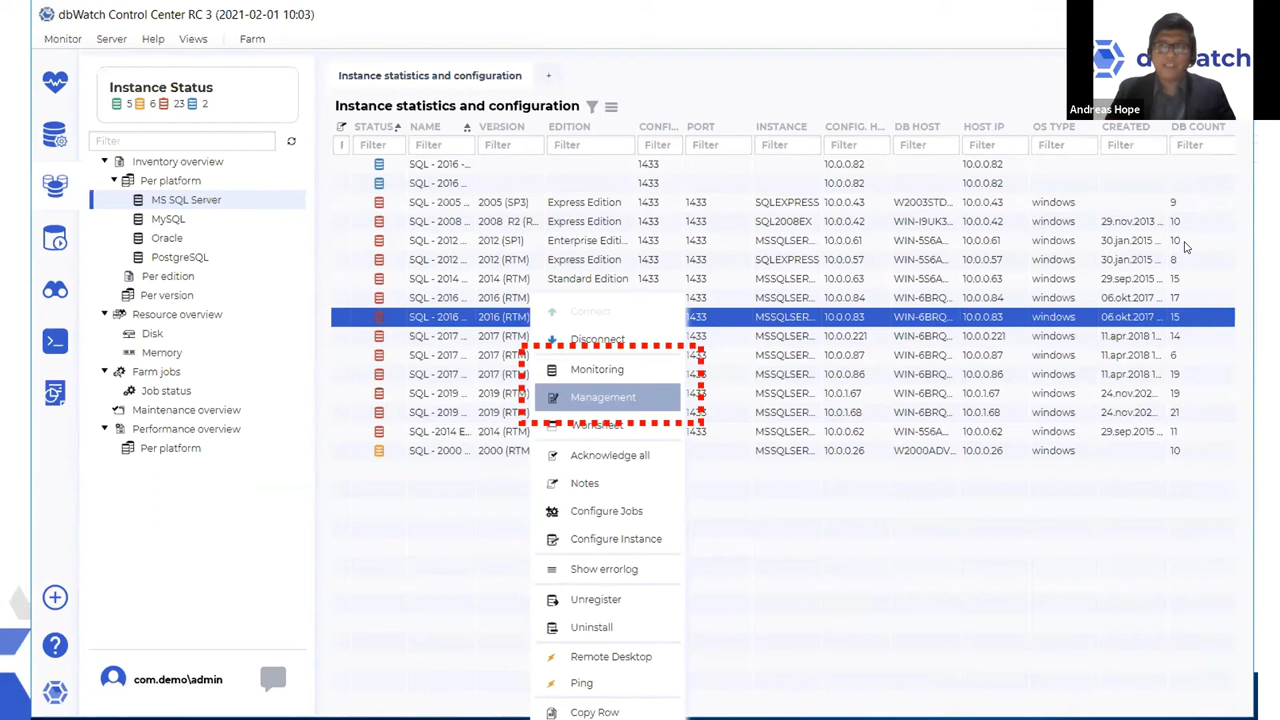 dbWatch Control Center RC 3 (2021-02-01 10:03)
Monitor Server Help Views Farm
Andreas Hope
Instance Status
5 6 23 2
Filter
Inventory overview
Per platform
MS SQL Server
MySQL
Oracle
PostgreSQL
Per edition
Per version
Resource overview
Disk
Memory
Farm jobs
Job status
Maintenance overview
Performance overview
Per platform
com.demo\admin
Instance statistics and configuration +
Instance statistics and configuration
STATUS NAME VERSION EDITION CONFI... PORT INSTANCE CONFIG. H... DB HOST HOST IP OS TYPE CREATED DB COUNT
Filter Filter Filter Filter Filter Filter Filter Filter Filter Filter Filter Filter Filter
SQL - 2016 -... 1433 10.0.0.82 10.0.0.82
SQL - 2016 ... 1433 10.0.0.82 10.0.0.82
SQL - 2005 ... 2005 (SP3) Express Edition 1433 1433 SQLEXPRESS 10.0.0.43 W2003STD... 10.0.0.43 windows 9
SQL - 2008 ... 2008 R2 (R... Express Edition 1433 1433 SQL2008EX 10.0.0.42 WIN-I9UK3... 10.0.0.42 windows 29.nov.2013 ... 10
SQL - 2012 ... 2012 (SP1) Enterprise Editi... 1433 1433 MSSQLSER... 10.0.0.61 WIN-5S6A... 10.0.0.61 windows 30.jan.2015 ... 10
SQL - 2012 ... 2012 (RTM) Express Edition 1433 1433 SQLEXPRESS 10.0.0.57 WIN-5S6A... 10.0.0.57 windows 30.jan.2015 ... 8
SQL - 2014 ... 2014 (RTM) Standard Edition 1433 1433 MSSQLSER... 10.0.0.63 WIN-5S6A... 10.0.0.63 windows 29.sep.2015 ... 15
SQL - 2016 ... 2016 (RTM) 1433 MSSQLSER... 10.0.0.84 WIN-6BRQ... 10.0.0.84 windows 06.okt.2017 ... 17
SQL - 2016 ... 2016 (RTM) 1433 MSSQLSER... 10.0.0.83 WIN-6BRQ... 10.0.0.83 windows 06.okt.2017 ... 15
SQL - 2017 ... 2017 (RTM) 1433 MSSQLSER... 10.0.0.221 WIN-6BRQ... 10.0.0.221 windows 11.apr.2018 ... 14
SQL - 2017 ... 2017 (RTM) 1433 MSSQLSER... 10.0.0.87 WIN-6BRQ... 10.0.0.87 windows 11.apr.2018 ... 6
SQL - 2017 ... 2017 (RTM) 1433 MSSQLSER... 10.0.0.86 WIN-6BRQ... 10.0.0.86 windows 11.apr.2018 ... 19
SQL - 2019 ... 2019 (RTM) 1433 MSSQLSER... 10.0.1.67 WIN-6BRQ... 10.0.1.67 windows 24.nov.202... 19
SQL - 2019 ... 2019 (RTM) 1433 MSSQLSER... 10.0.1.68 WIN-6BRQ... 10.0.1.68 windows 24.nov.202... 21
SQL -2014 E... 2014 (RTM) 1433 MSSQLSER... 10.0.0.62 WIN-5S6A... 10.0.0.62 windows 29.sep.2015 ... 11
SQL - 2000 ... 2000 (RTM MSSQLSER... 10.0.0.26 W2000ADV... 10.0.0.26 windows 10
Connect
Disconnect
Monitoring
Management
Worksheet
Acknowledge all
Notes
Configure Jobs
Configure Instance
Show errorlog
Unregister
Uninstall
Remote Desktop
Ping
Copy Row